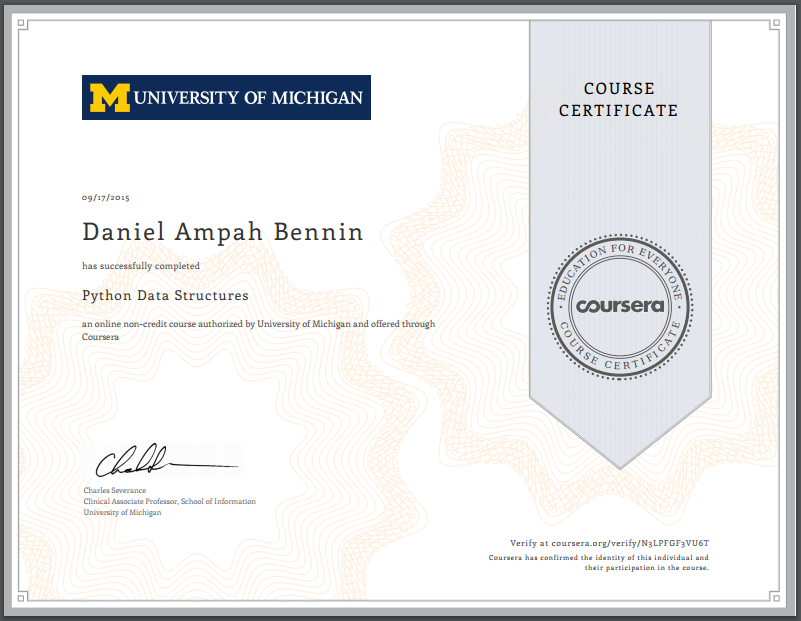 M UNIVERSITY OF MICHIGAN
COURSE
CERTIFICATE
09/17/2015
Daniel Ampah Bennin
has successfully completed
Python Data Structures
an online non-credit course authorized by University of Michigan and offered through
Coursera
EDUCATION FOR EVERYONE
coursera
COURSE CERTIFICATE
Charles Severance
Clinical Associate Professor, School of Information
University of Michigan
Verify at coursera.org/verify/N3LPFGF3VU6T
Coursera has confirmed the identity of this individual and
their participation in the course.